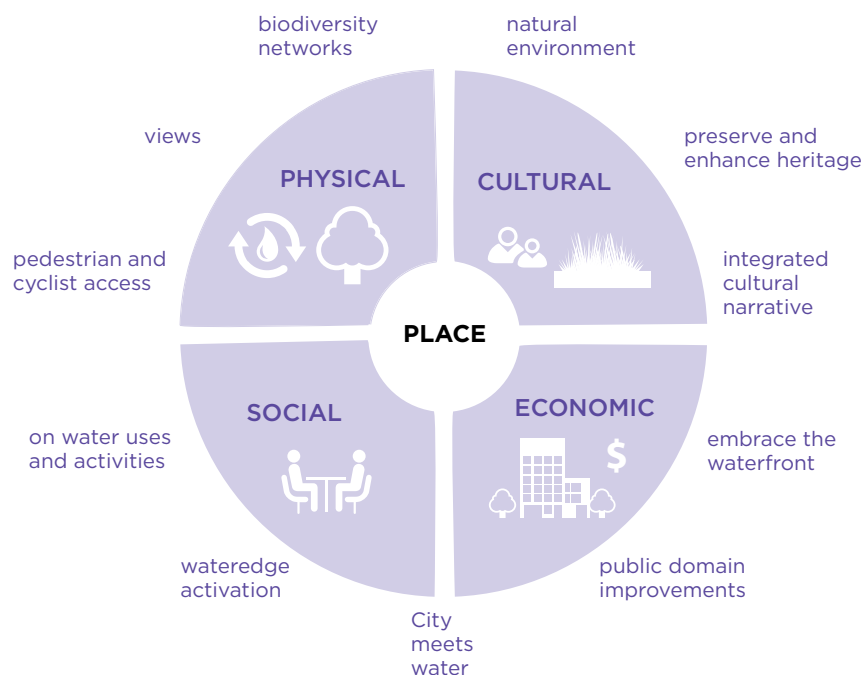 biodiversity
networks
natural
environment
views
preserve and
enhance heritage
PHYSICAL
CULTURAL
pedestrian and
cyclist access
integrated
cultural
narrative
PLACE
SOCIAL
ECONOMIC
on water uses
and activities
embrace the
waterfront
$
wateredge
activation
public domain
improvements
City
meets
water